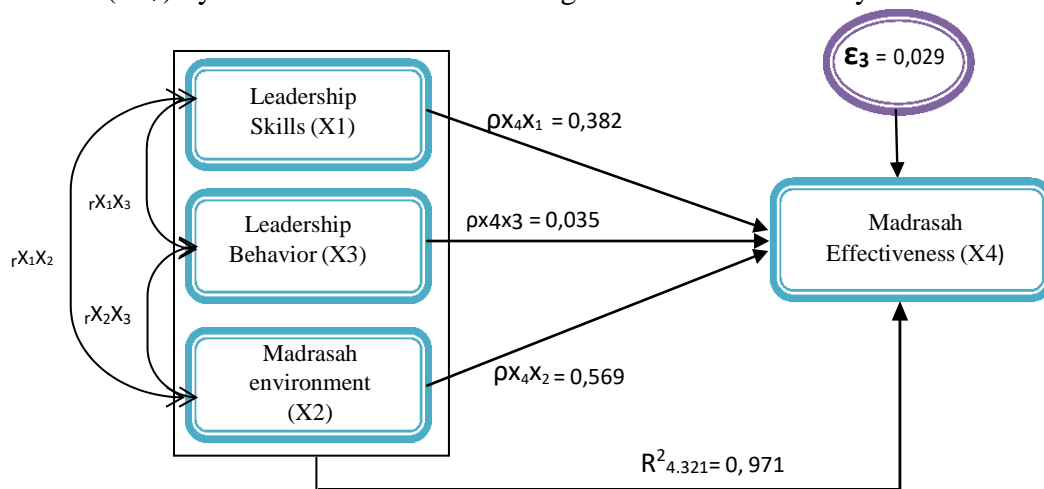 Leadership
Skills (X1)
ε3 = 0,029
ρx4x1 = 0,382
rX1X3
Leadership
Behavior (X3)
ρx4x3 = 0,035
Madrasah
Effectiveness (X4)
rX1X2
rX2X3
Madrasah
environment
(X2)
ρx4x2 = 0,569
R²4.321= 0, 971